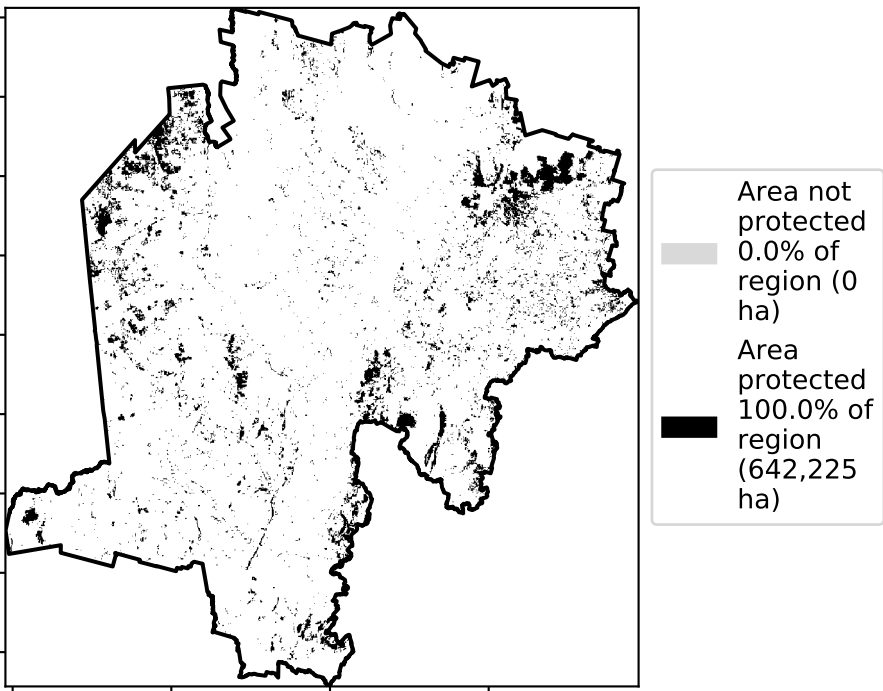 Area not
protected
0.0% of
region (0
ha)
Area
protected
100.0% of
region
(642,225
ha)